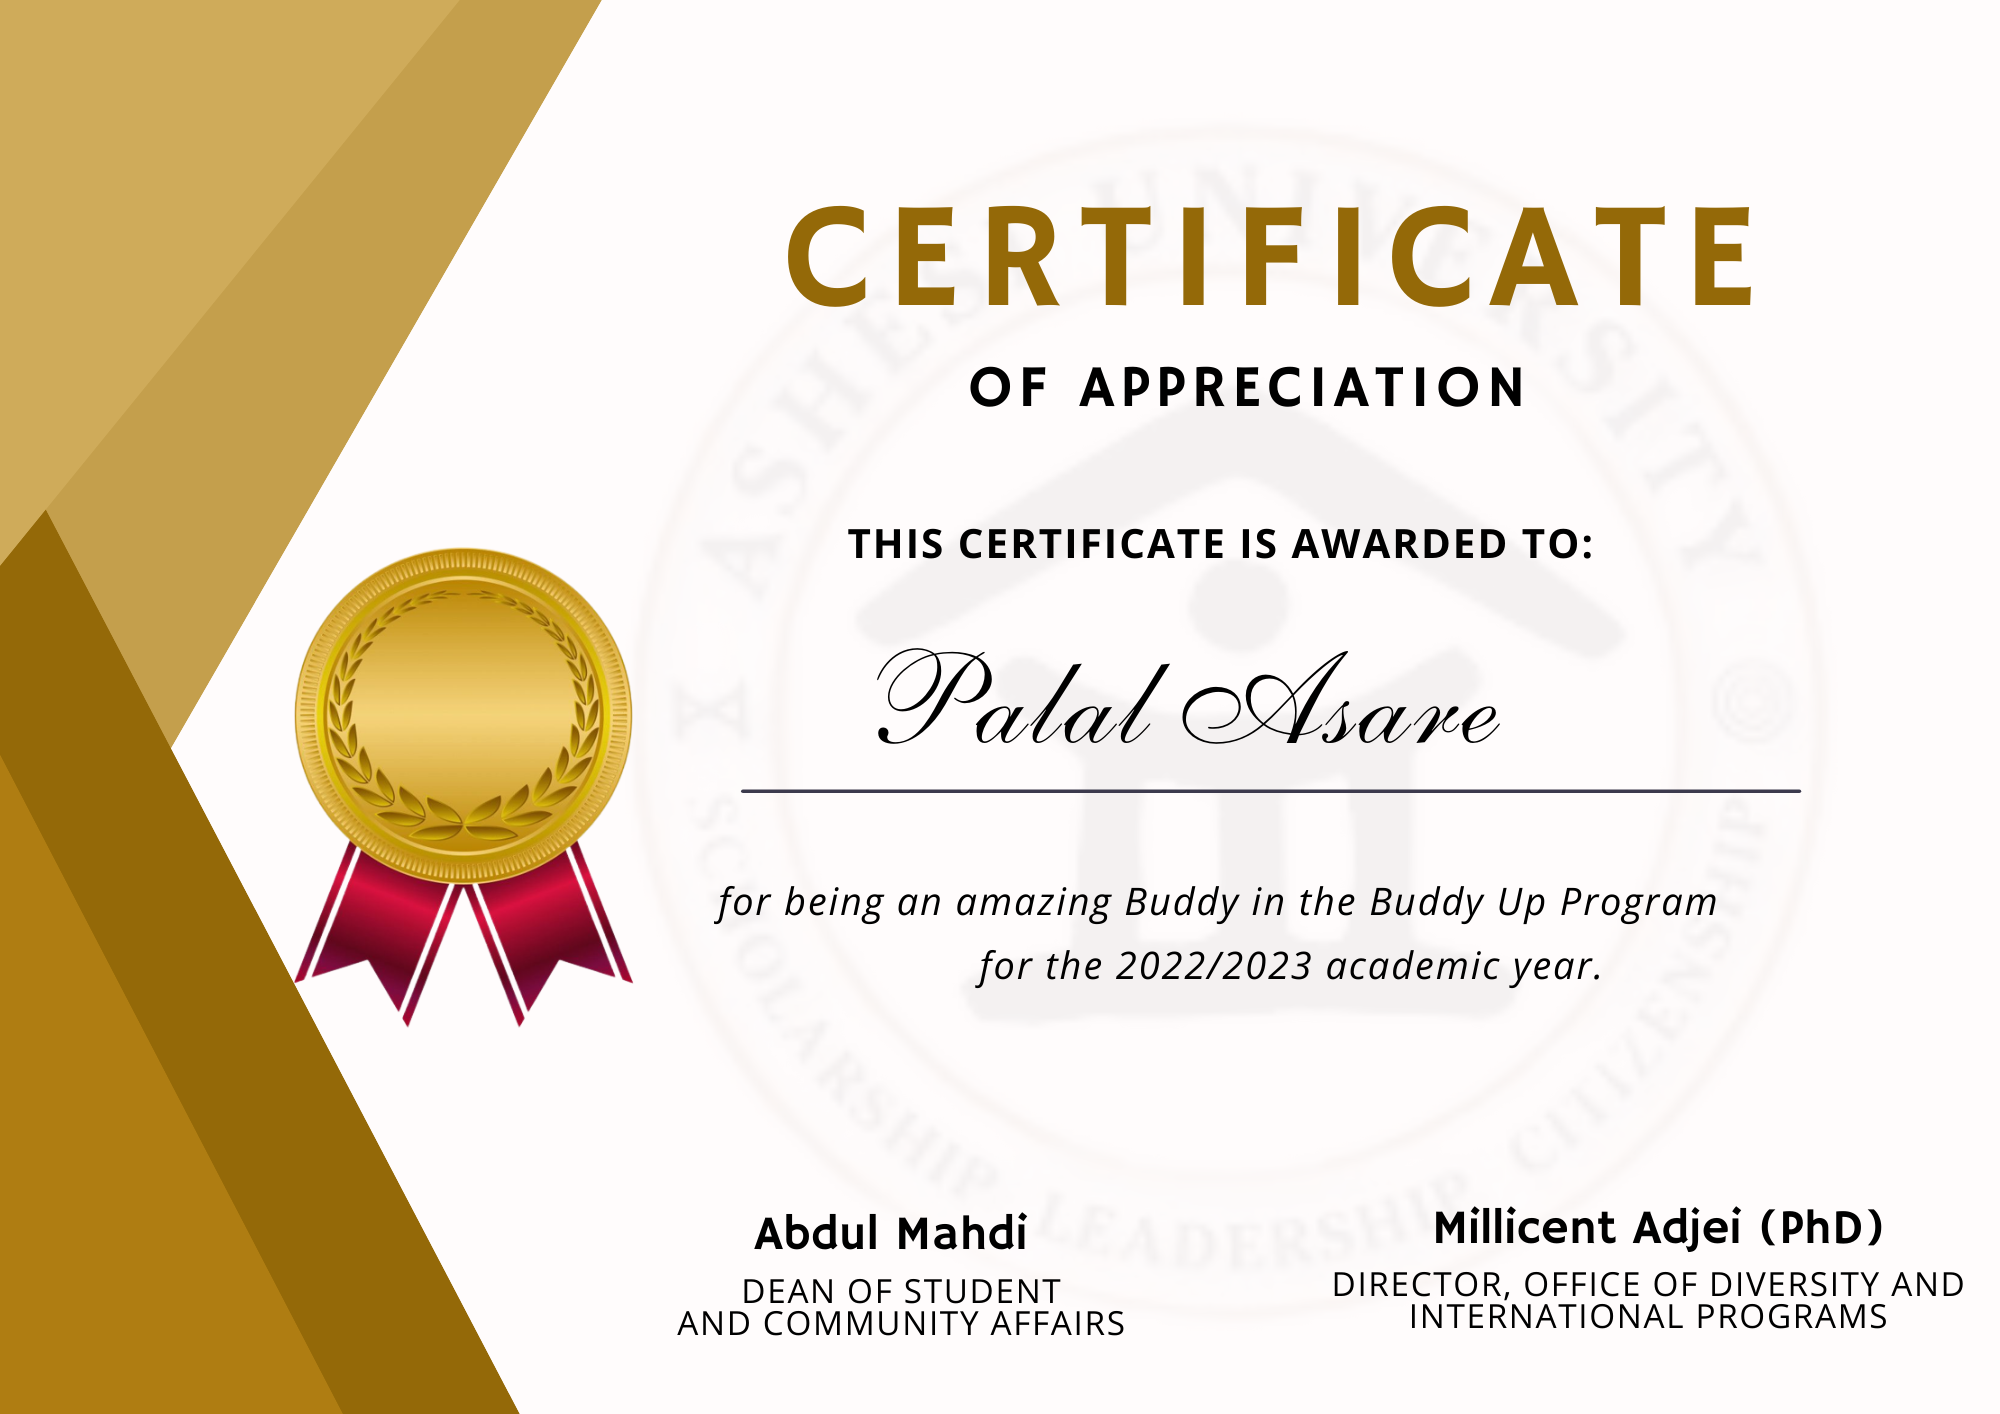 CERTIFICATE
OF APPRECIATION
THIS CERTIFICATE IS AWARDED TO:
Palal Asare
for being an amazing Buddy in the Buddy Up Program
for the 2022/2023 academic year.
Abdul Mahdi
DEAN OF STUDENT
AND COMMUNITY AFFAIRS
Millicent Adjei (PhD)
DIRECTOR, OFFICE OF DIVERSITY AND
INTERNATIONAL PROGRAMS
ASHESI UNIVERSITY
SCHOLARSHIP LEADERSHIP CITIZENSHIP